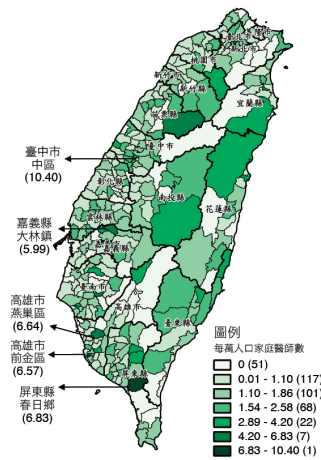 基隆市
臺北市
新北市
桃園市
新竹市
新竹縣
宜蘭縣
苗栗縣
臺中市
臺中市
中區
(10.40)
彰化縣
南投縣
花蓮縣
雲林縣
嘉義縣
大林鎮
(5.99)
嘉義縣
臺南市
高雄市
燕巢區
(6.64)
高雄市
臺東縣
高雄市
前金區
(6.57)
屏東縣
屏東縣
春日鄉
(6.83)
圖例
每萬人口家庭醫師數
0 (51)
0.01 - 1.10 (117)
1.10 - 1.86 (101)
1.54 - 2.58 (68)
2.89 - 4.20 (22)
4.20 - 6.83 (7)
6.83 - 10.40 (1)